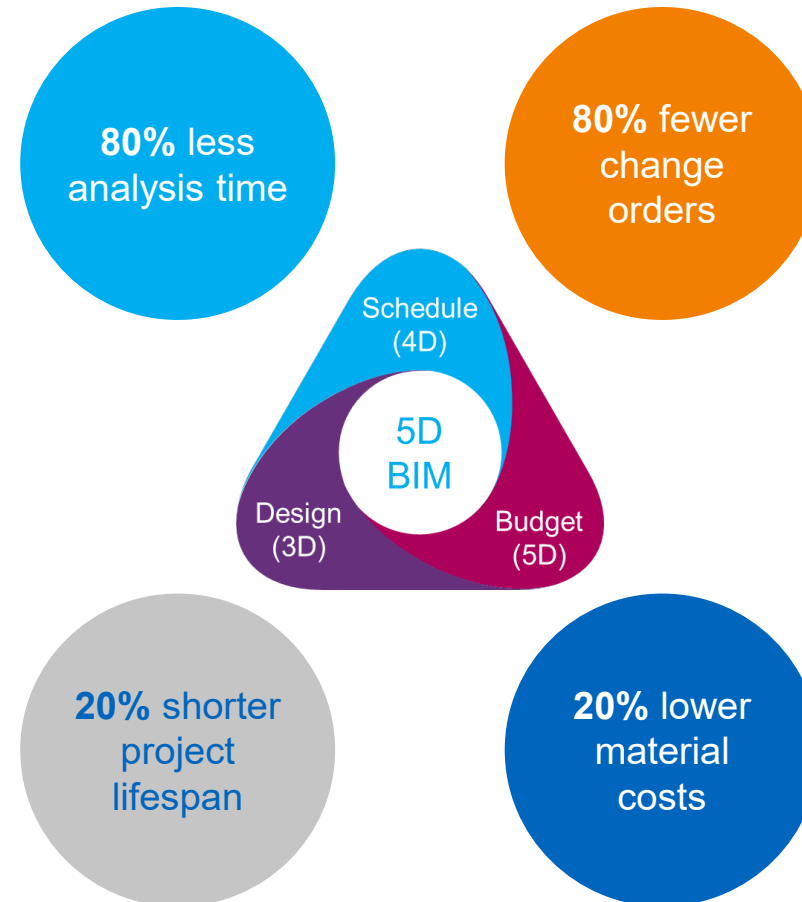 80% less
analysis time
80% fewer
change
orders
Schedule
(4D)
5D
BIM
Design
(3D)
Budget
(5D)
20% shorter
project
lifespan
20% lower
material
costs